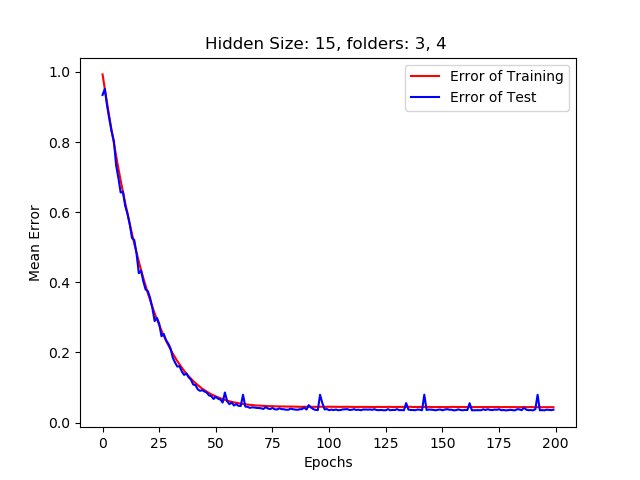 Hidden Size: 15, folders: 3, 4
Error of Training
Error of Test
Mean Error
1.0
0.8
0.6
0.4
0.2
0.0
0 25 50 75 100 125 150 175 200
Epochs